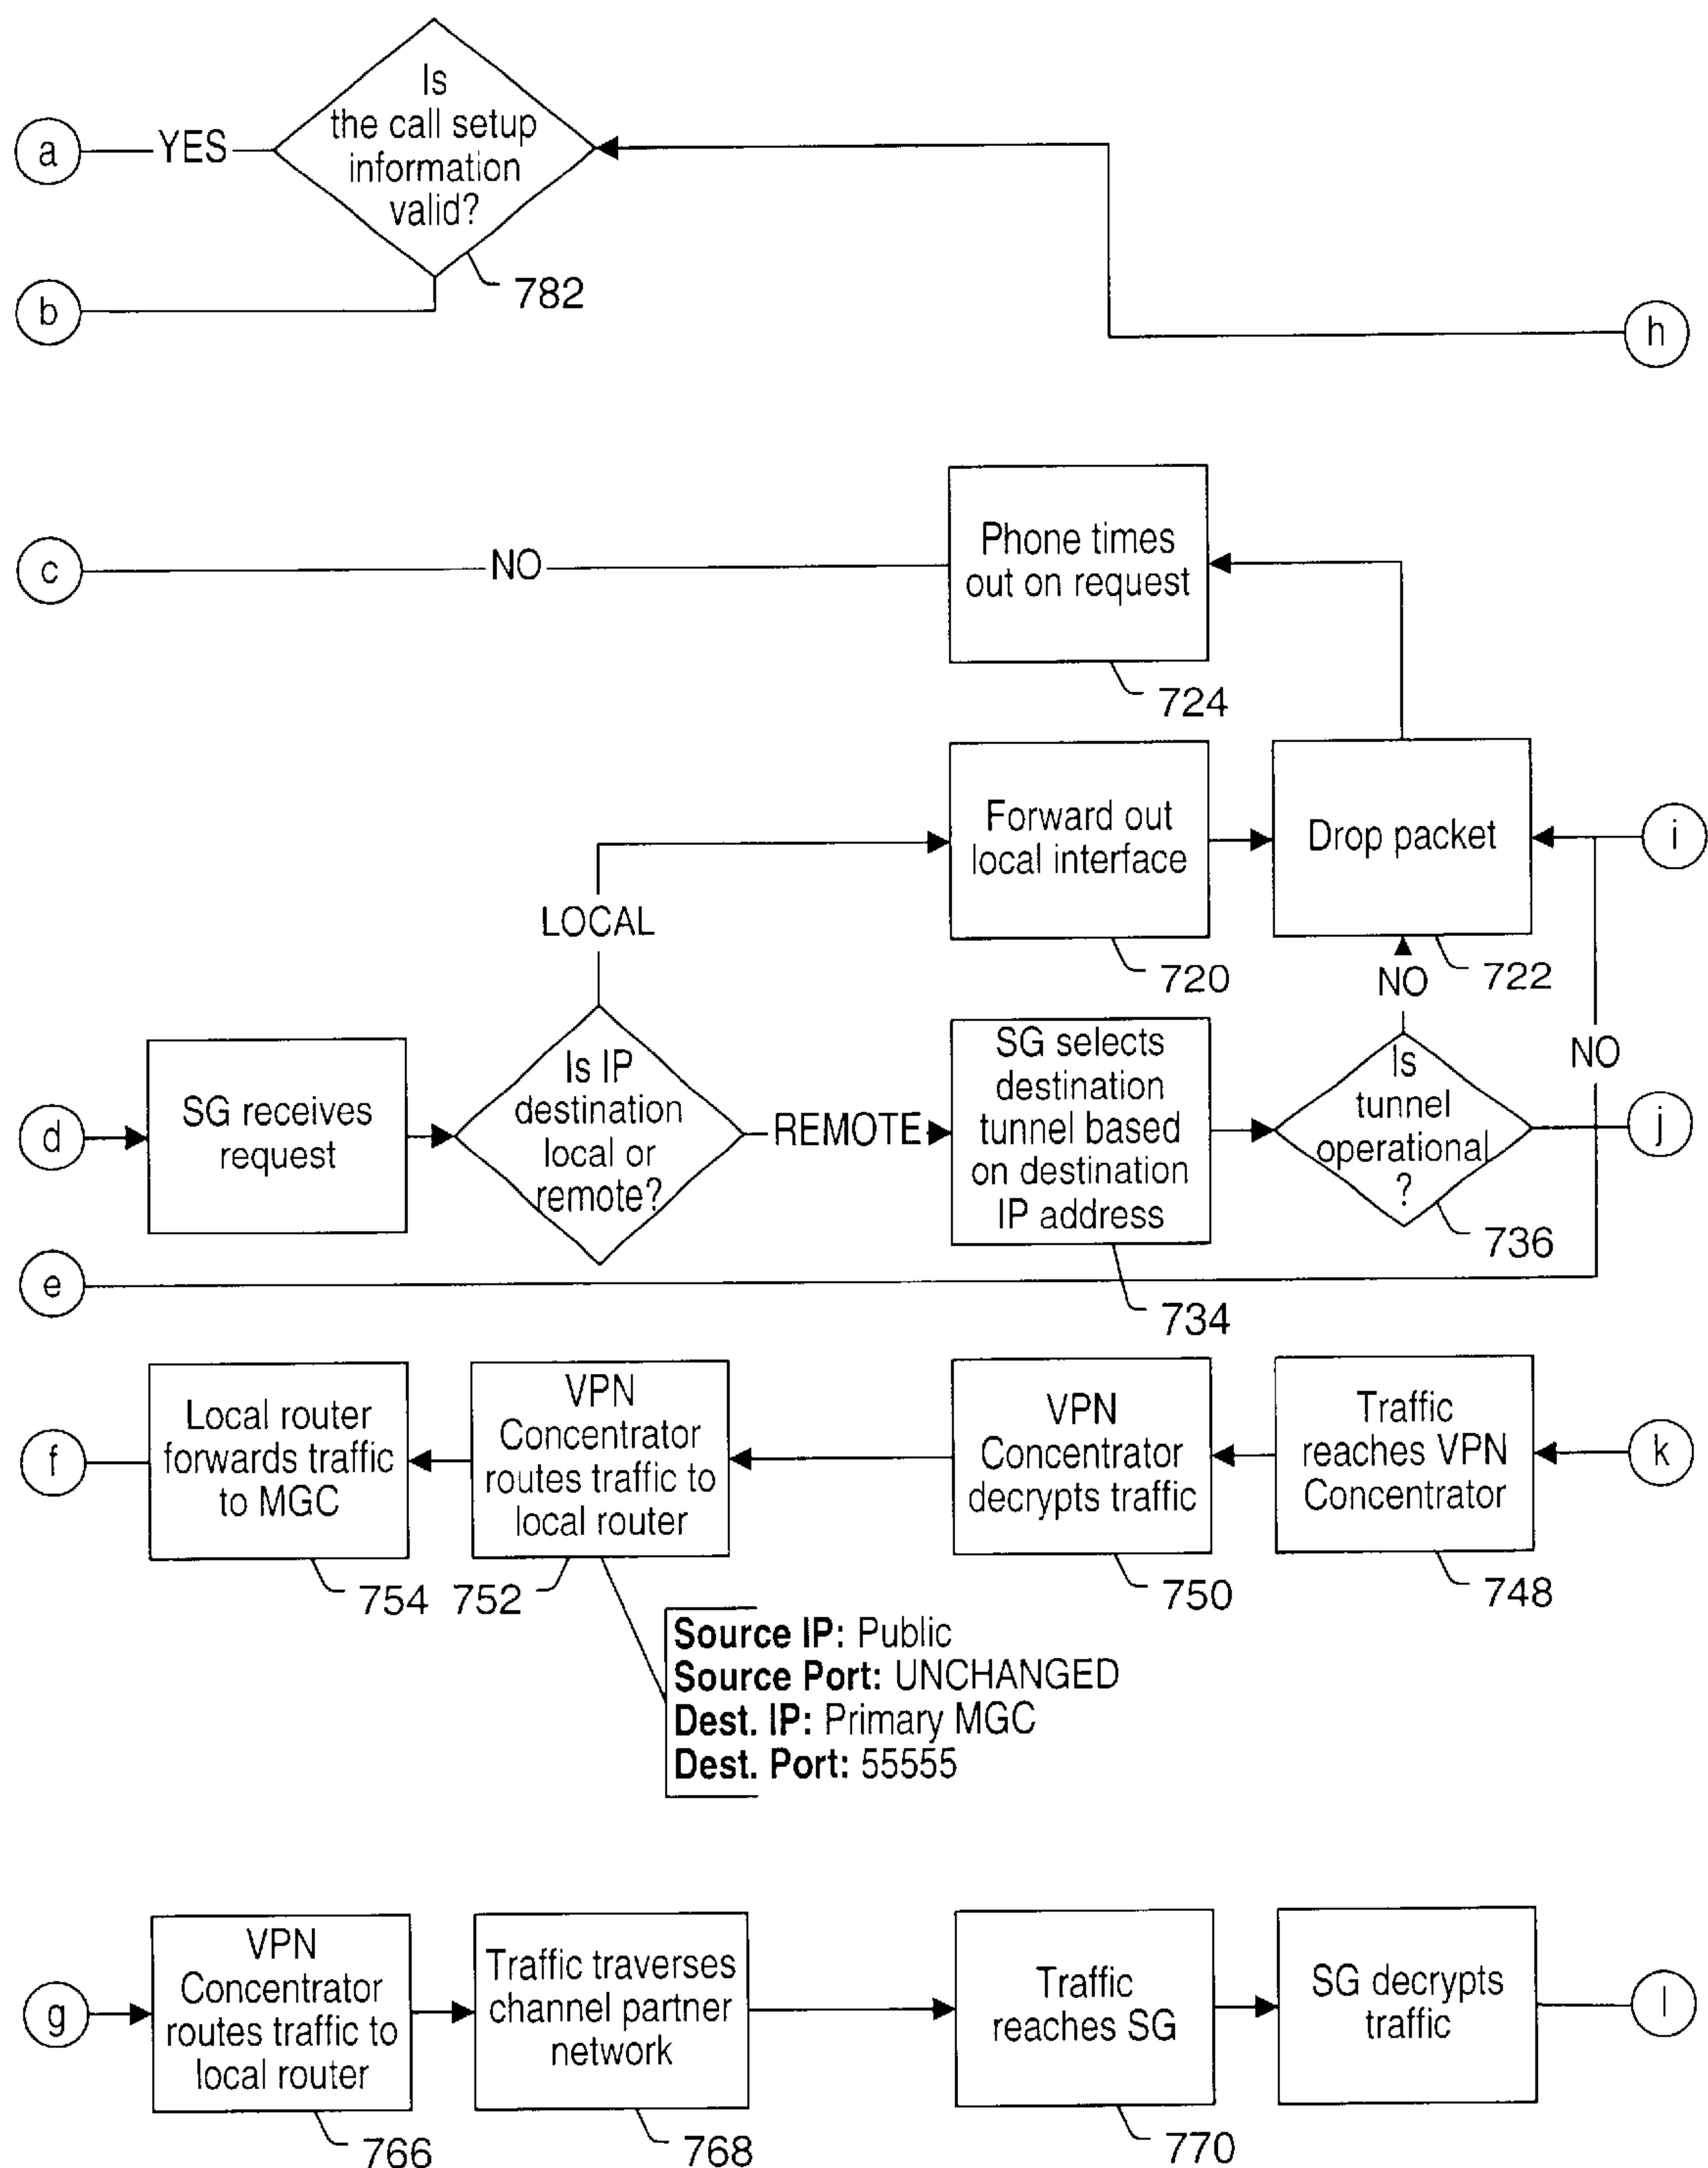 Is
the call setup
information
valid?
a
YES
782
b
h
c
NO
Phone times
out on request
724
Forward out
local interface
720
Drop packet
722
i
LOCAL
NO
NO
d
SG receives
request
Is IP
destination
local or
remote?
REMOTE
SG selects
destination
tunnel based
on destination
IP address
734
Is
tunnel
operational
?
736
j
e
f
Local router
forwards traffic
to MGC
754
VPN
Concentrator
routes traffic to
local router
752
VPN
Concentrator
decrypts traffic
750
Traffic
reaches VPN
Concentrator
748
k
Source IP: Public
Source Port: UNCHANGED
Dest. IP: Primary MGC
Dest. Port: 55555
g
VPN
Concentrator
routes traffic to
local router
766
Traffic traverses
channel partner
network
768
Traffic
reaches SG
770
SG decrypts
traffic
l